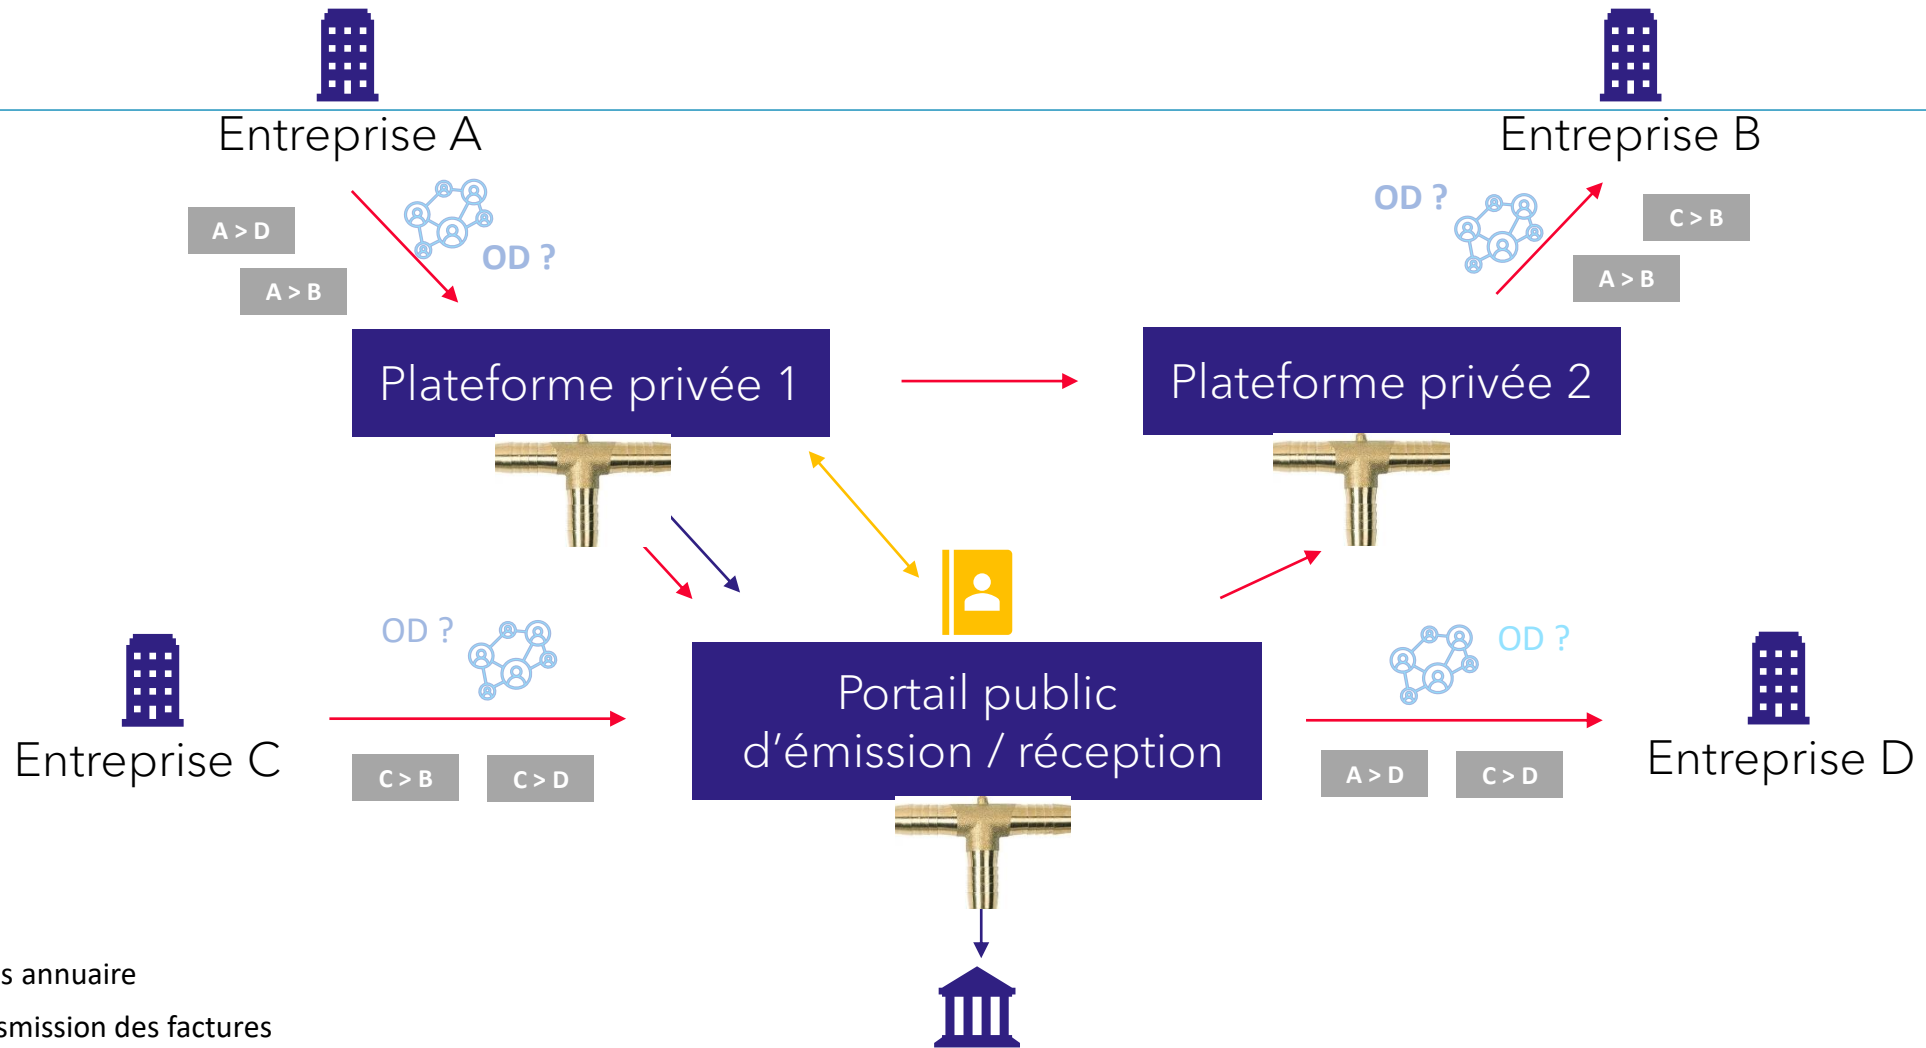 Entreprise A
Entreprise B
OD ?
A > D
C > B
OD ?
A > B
A > B
Plateforme privée 1
Plateforme privée 2
OD ?
OD ?
Portail public
d’émission / réception
Entreprise C
Entreprise D
C > B
C > D
A > D
C > D
s annuaire
smission des factures